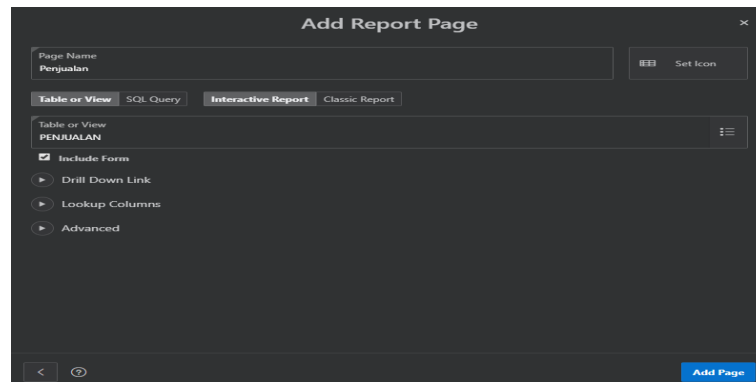 Add Report Page
Page Name
Penjualan
Set Icon
Table or View SQL Query Interactive Report Classic Report
Table or View
PENJUALAN
Include Form
Drill Down Link
Lookup Columns
Advanced
Add Page